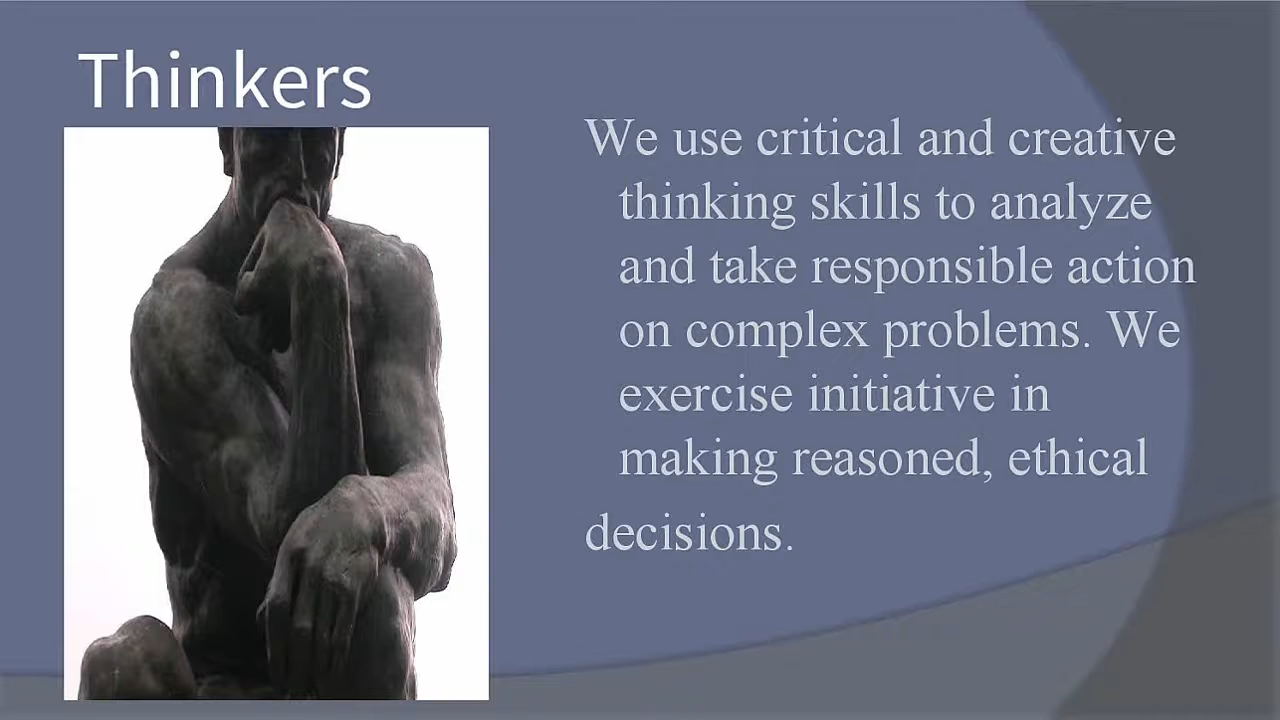 Thinkers
We use critical and creative
thinking skills to analyze
and take responsible action
on complex problems. We
exercise initiative in
making reasoned, ethical
decisions.